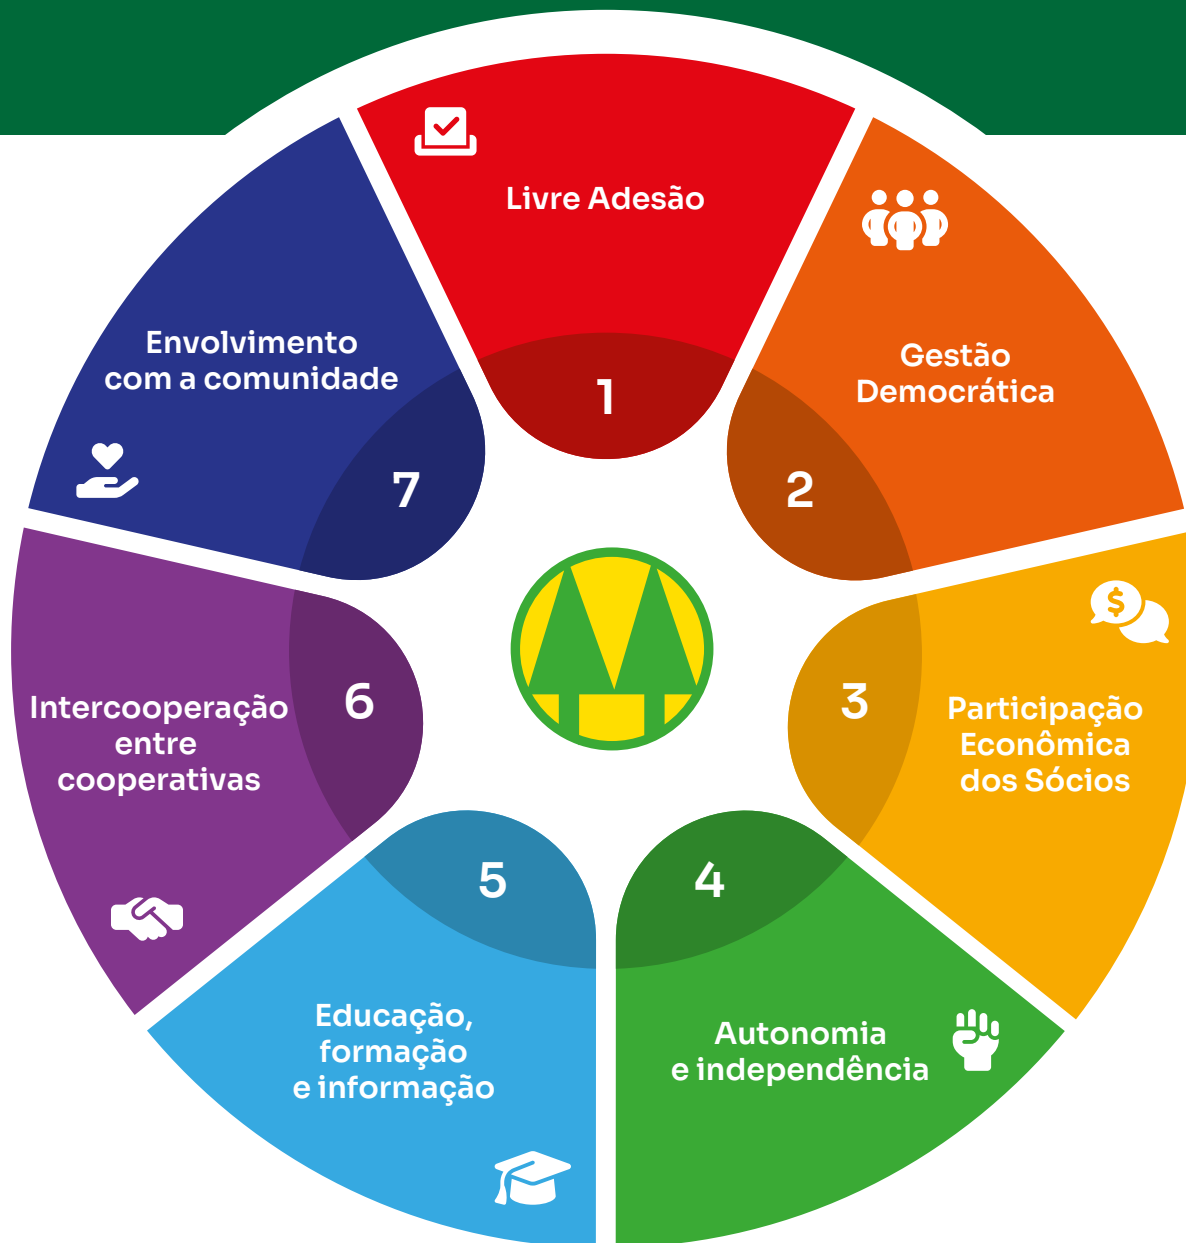 1
Livre Adesão
2
Gestão
Democrática
3
Participação
Econômica
dos Sócios
4
Autonomia
e independência
5
Educação,
formação
e informação
6
Intercooperação
entre
cooperativas
7
Envolvimento
com a comunidade
$